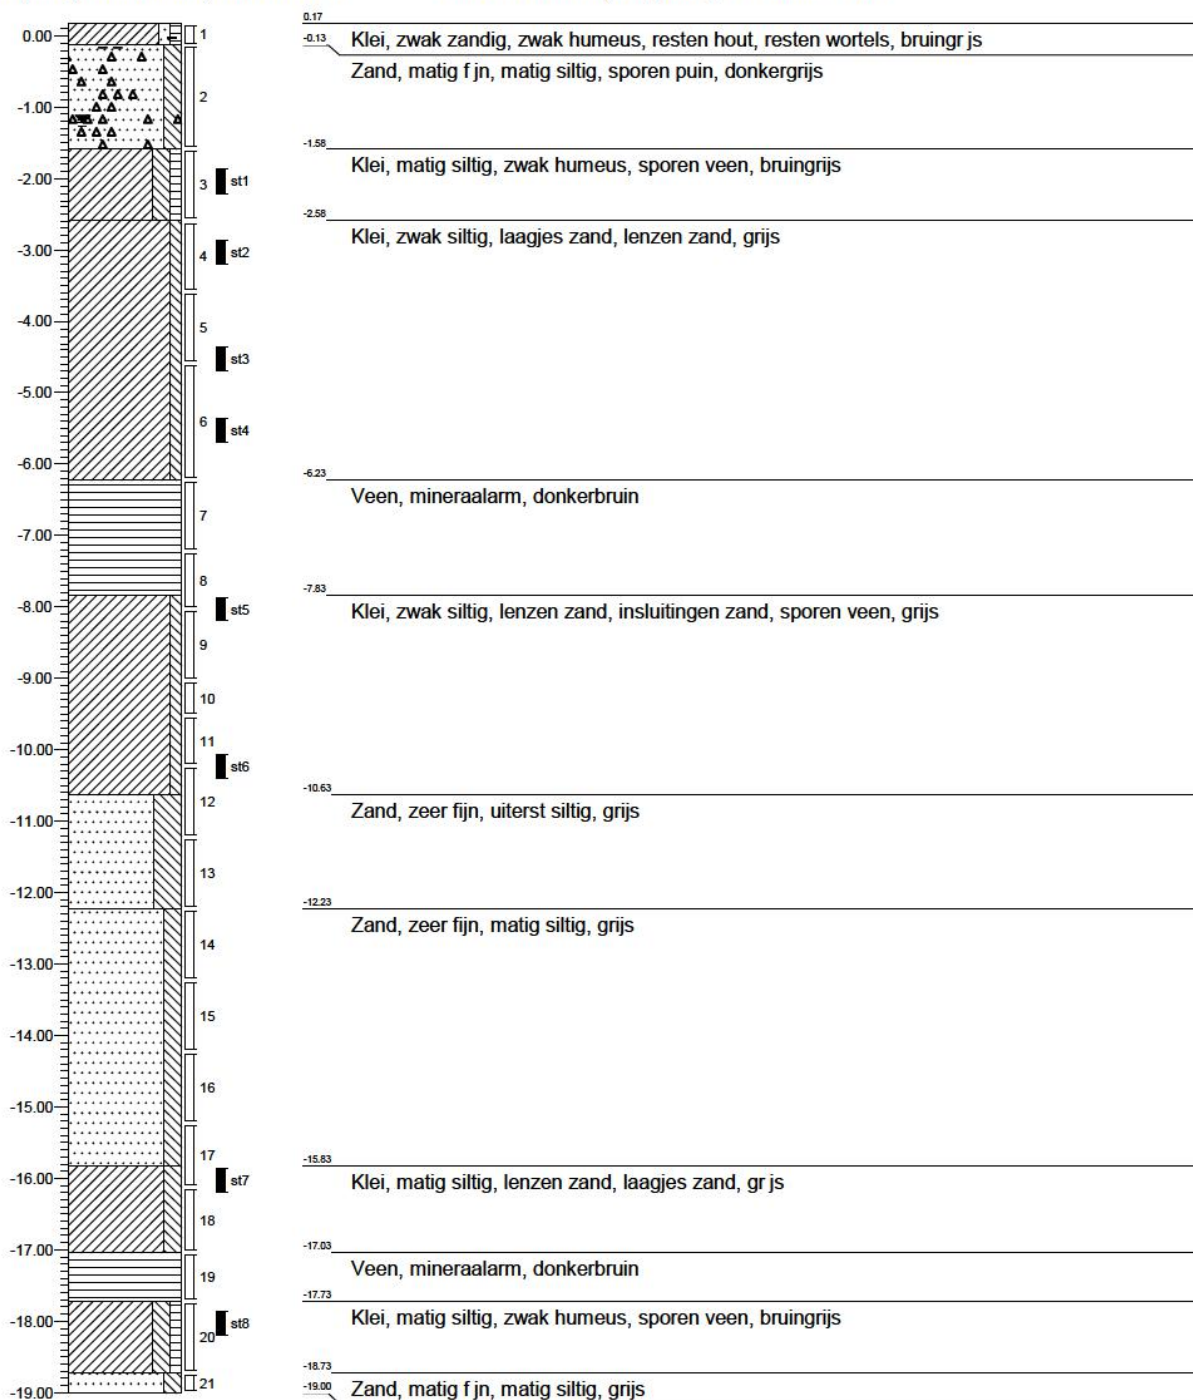 0.17
0.00
1
-0.13
Klei, zwak zandig, zwak humeus, resten hout, resten wortels, bruingr js
Zand, matig f jn, matig siltig, sporen puin, donkergrijs
2
-1.00
-1.58
Klei, matig siltig, zwak humeus, sporen veen, bruingrijs
-2.00
3
st1
-2.58
Klei, zwak siltig, laagjes zand, lenzen zand, grijs
-3.00
4
st2
-4.00
5
st3
-5.00
6
st4
-6.00
-6.23
Veen, mineraalarm, donkerbruin
7
-7.00
8
-7.83
-8.00
st5
Klei, zwak siltig, lenzen zand, insluitingen zand, sporen veen, grijs
9
-9.00
10
11
-10.00
st6
-10.63
12
Zand, zeer fijn, uiterst siltig, grijs
-11.00
13
-12.00
-12.23
Zand, zeer fijn, matig siltig, grijs
14
-13.00
15
-14.00
16
-15.00
17
-15.83
-16.00
st7
Klei, matig siltig, lenzen zand, laagjes zand, gr js
18
-17.00
-17.03
Veen, mineraalarm, donkerbruin
19
-17.73
-18.00
Klei, matig siltig, zwak humeus, sporen veen, bruingrijs
20
st8
-18.73
21
-19.00
-19.00
Zand, matig f jn, matig siltig, grijs